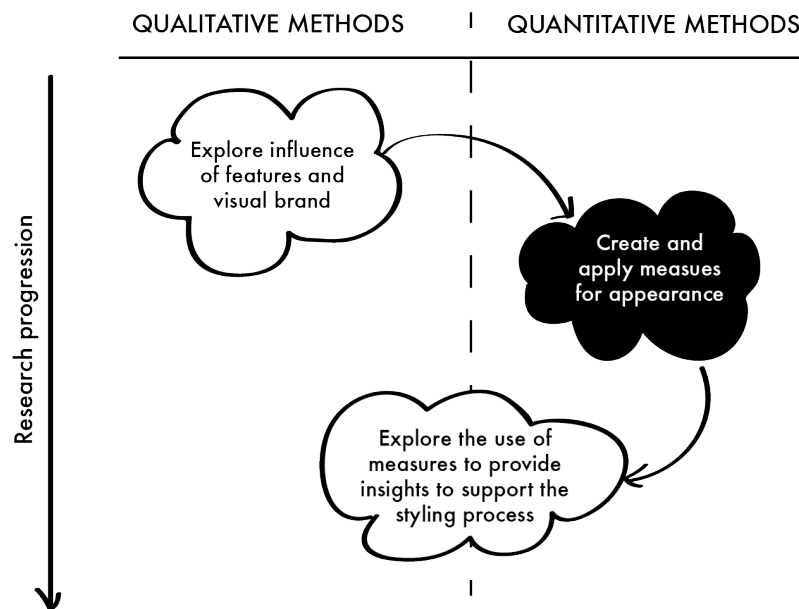 QUALITATIVE METHODS
QUANTITATIVE METHODS
Explore influence
of features and
visual brand
Create and
apply measues
for appearance
Explore the use of
measures to provide
insights to support the
styling process
Research progression